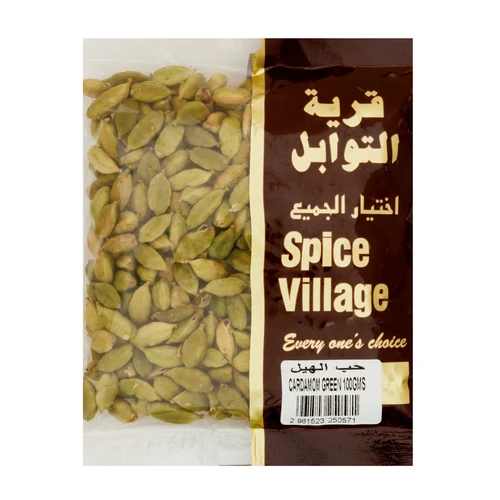 قرية
التوابل
اختيار الجميع
Spice
Village
Every one's choice
حب الهيل
CARDAMOM GREEN 100GMS
2 961523 250571